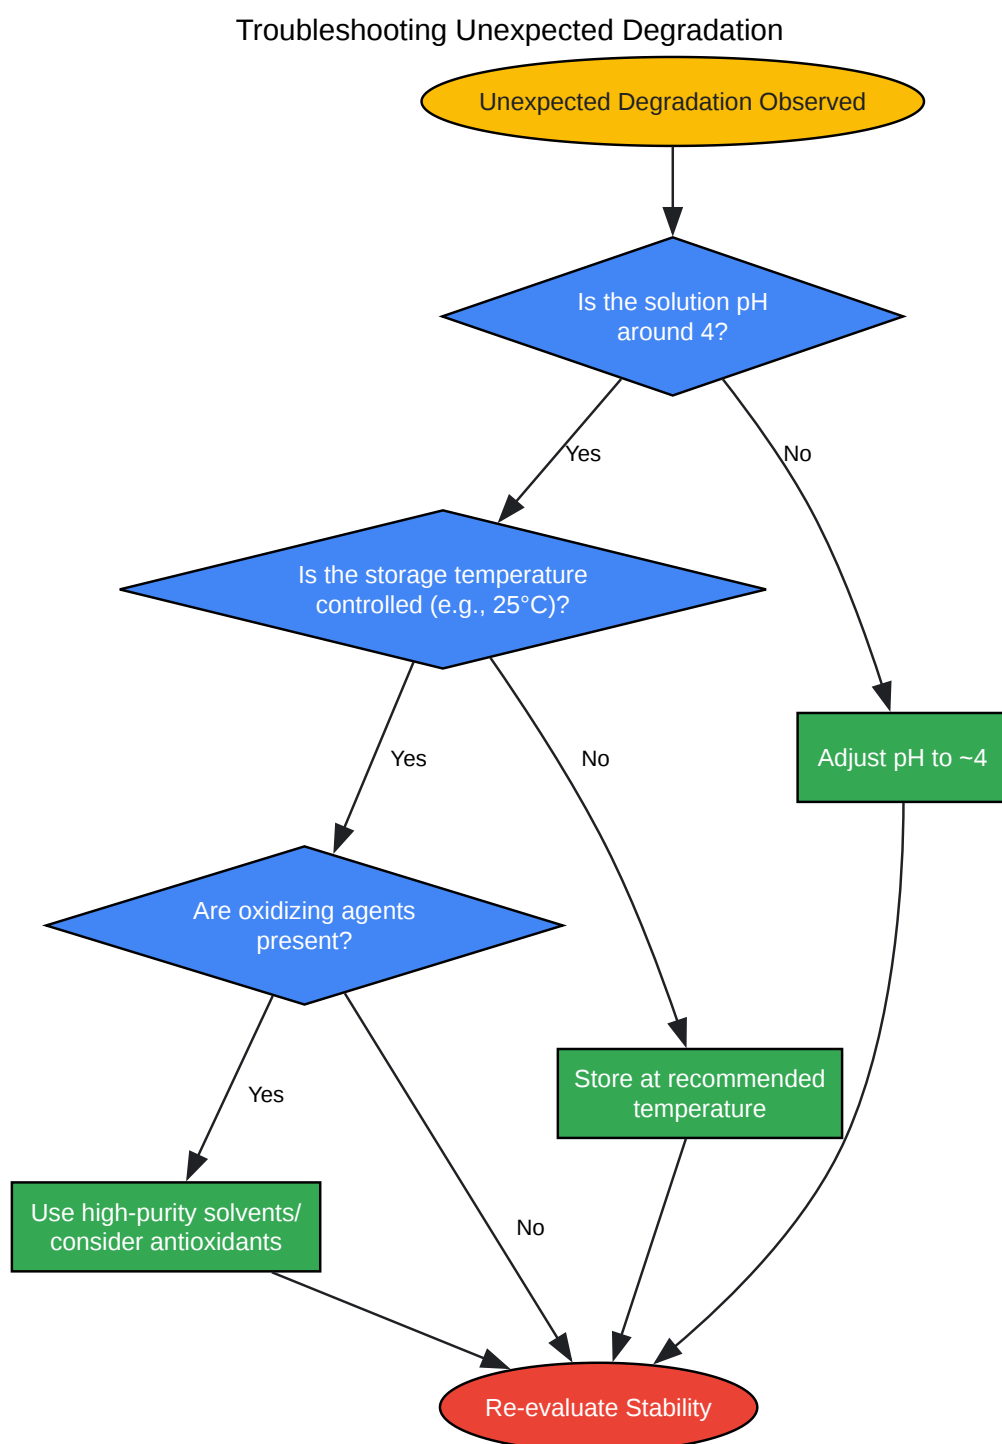 Troubleshooting Unexpected Degradation
Unexpected Degradation Observed
Is the solution pH
around 4?
Yes
No
Is the storage temperature
controlled (e.g., 25°C)?
Yes
No
Adjust pH to ~4
Are oxidizing agents
present?
Yes
No
Store at recommended
temperature
Use high-purity solvents/
consider antioxidants
Re-evaluate Stability